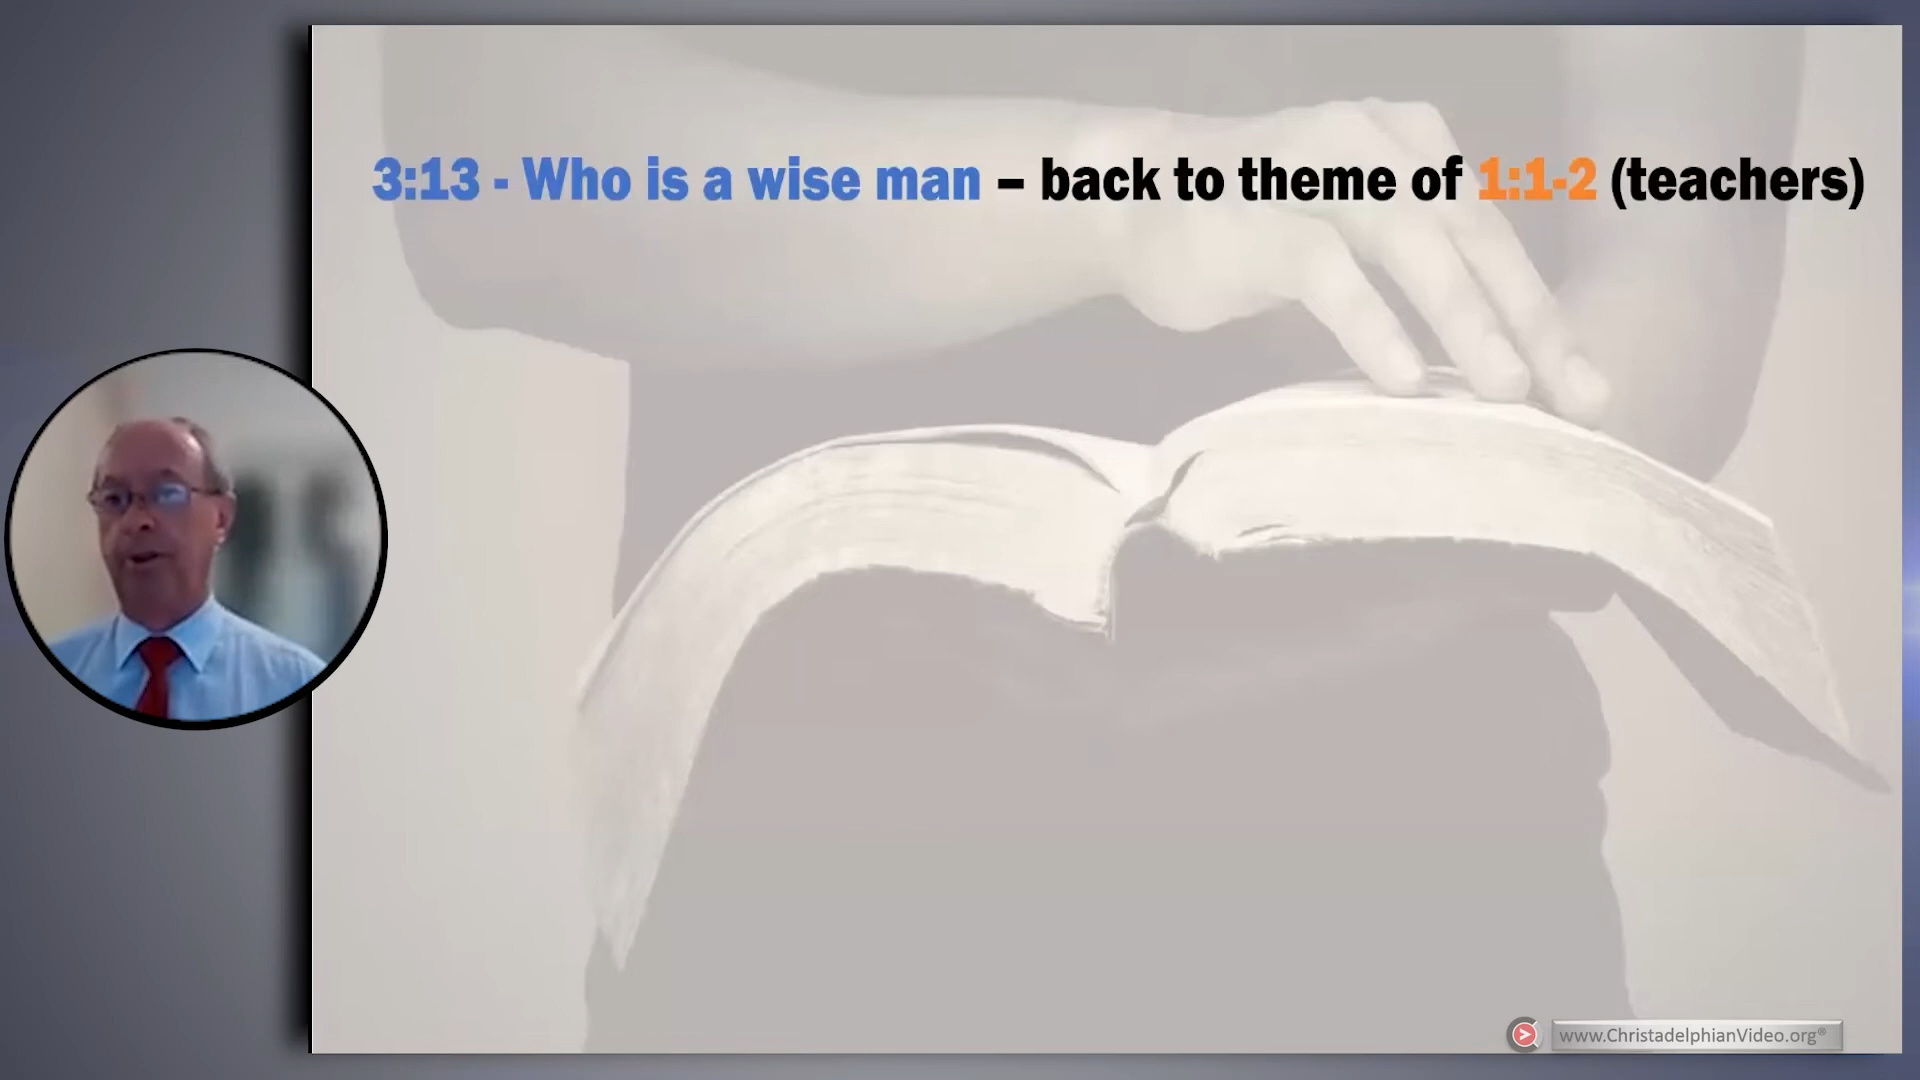 3:13 - Who is a wise man – back to theme of 1:1-2 (teachers)
www.ChristadelphianVideo.org®